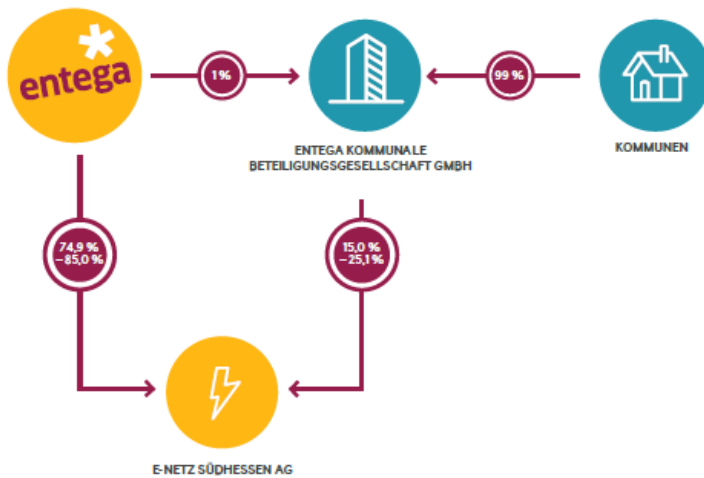 entega
1%
99 %
ENTEGA KOMMUNALE
BETEILIGUNGSGESELLSCHAFT GMBH
KOMMUNEN
74,9 %
–85,0 %
15,0 %
–25,1 %
E-NETZ SÜDHESSEN AG